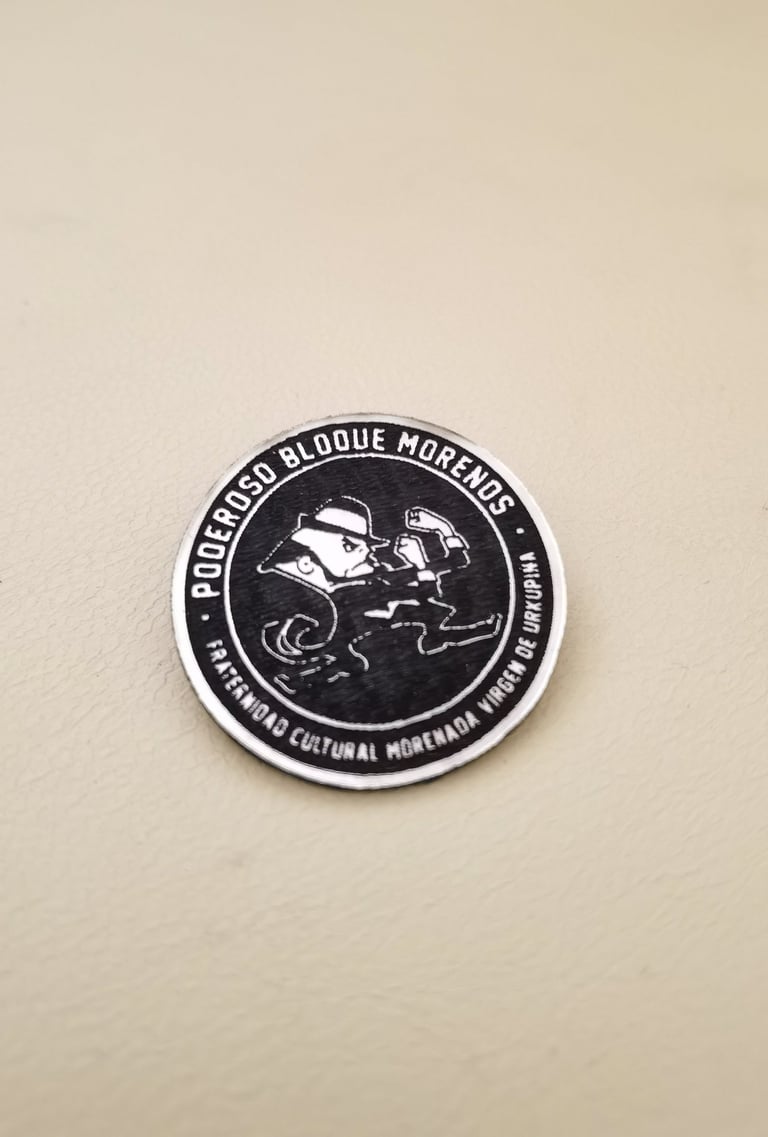 PODEROSO BLOQUE MORENOS
FRATERNIDAD CULTURAL MORENADA VIRGEN DE URKUPIÑA